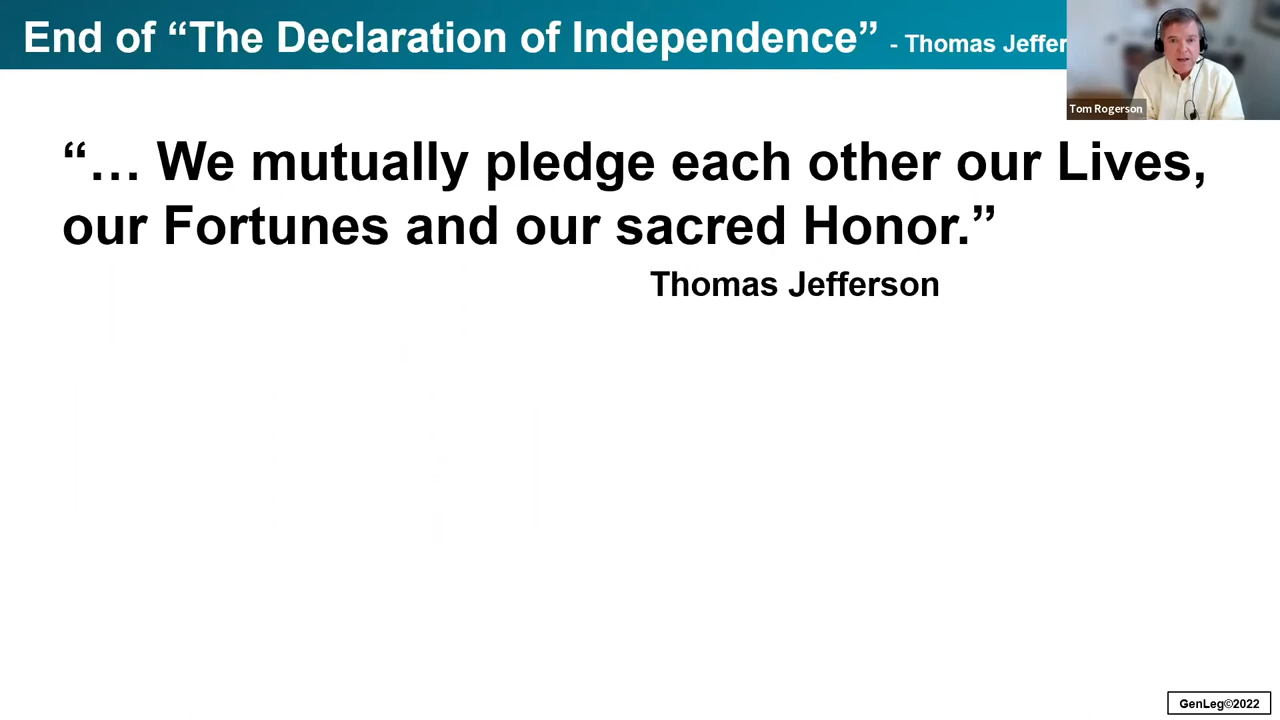 End of “The Declaration of Independence” - Thomas Jeffer
Tom Rogerson
“… We mutually pledge each other our Lives,
our Fortunes and our sacred Honor.”
Thomas Jefferson
GenLeg©2022